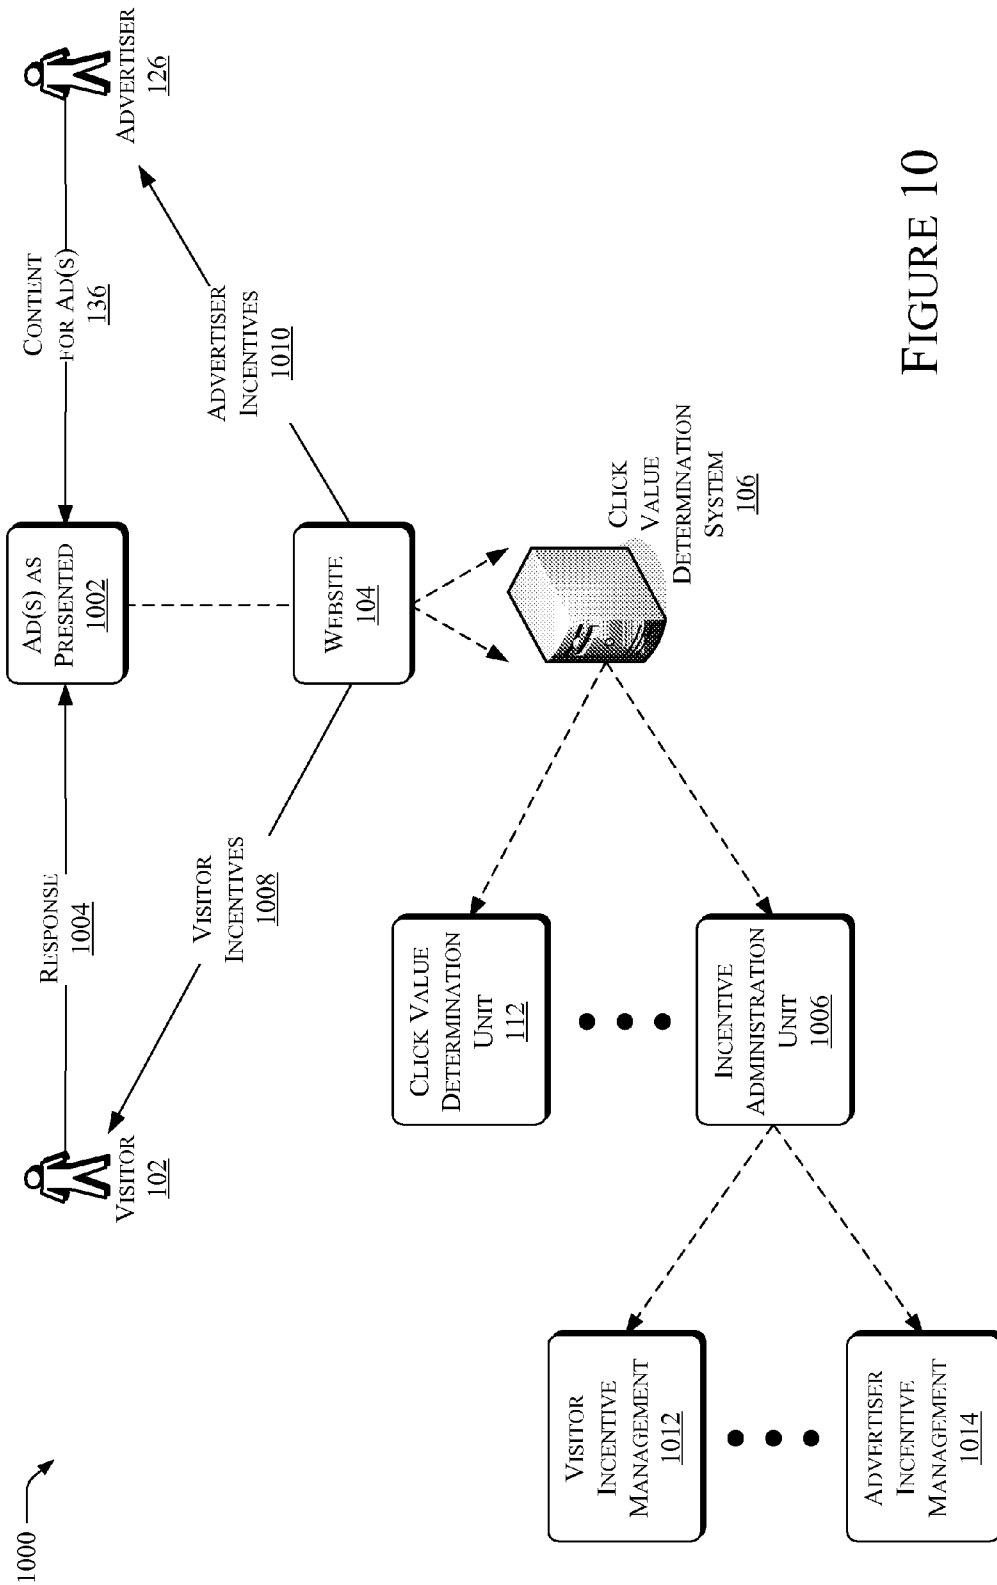 1000
VISITOR
102
RESPONSE
1004
AD(S) AS
PRESENTED
1002
CONTENT
FOR AD(S)
136
ADVERTISER
126
VISITOR
INCENTIVES
1008
WEBSITE
104
ADVERTISER
INCENTIVES
1010
CLICK VALUE
DETERMINATION
UNIT
112
CLICK
VALUE
DETERMINATION
SYSTEM
106
VISITOR
INCENTIVE
MANAGEMENT
1012
INCENTIVE
ADMINISTRATION
UNIT
1006
ADVERTISER
INCENTIVE
MANAGEMENT
1014
FIGURE 10